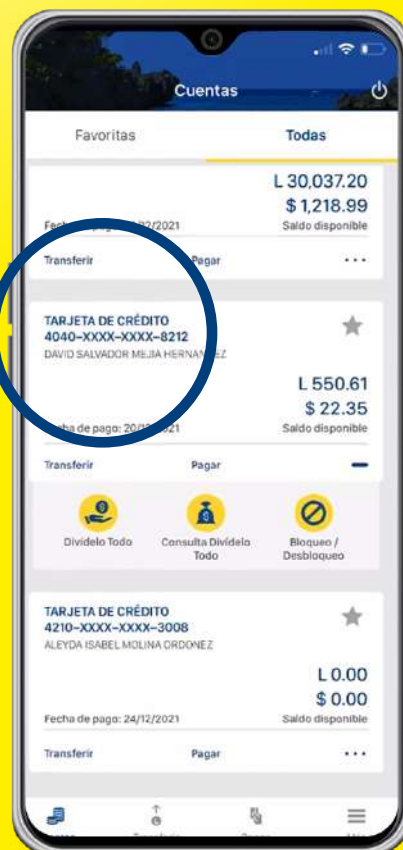 Cuentas
Favoritas Todas
L 30,037.20
$ 1,218.99
Saldo disponible
Transferir Pagar ...
TARJETA DE CRÉDITO
4040-XXXX-XXXX-8212
DAVID SALVADOR MEJIA
L 550.61
$ 22.35
de pago: Saldo disponible
Transferir Pagar
Divídelo Todo
Consulta Divídelo
Todo
Bloqueo /
Desbloqueo
TARJETA DE CRÉDITO
4210-XXXX-XXXX-3008
ALEYDA ISABEL MOLINA ORDONEZ
L 0.00
$ 0.00
Fecha de pago: 24/12/2021 Saldo disponible
Transferir Pagar ...